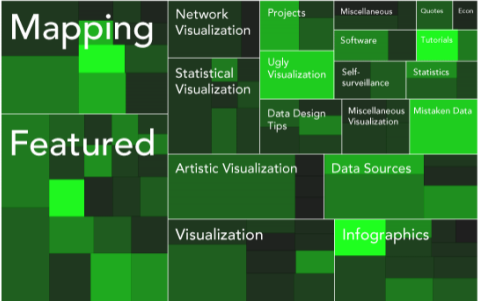 Mapping
Featured
Network
Visualization
Statistical
Visualization
Projects
Ugly
Visualization
Data Design
Tips
Miscellaneous
Quotes
Econ
Software
Tutorials
Self-
surveillance
Statistics
Miscellaneous
Visualization
Mistaken Data
Artistic Visualization
Data Sources
Visualization
Infographics